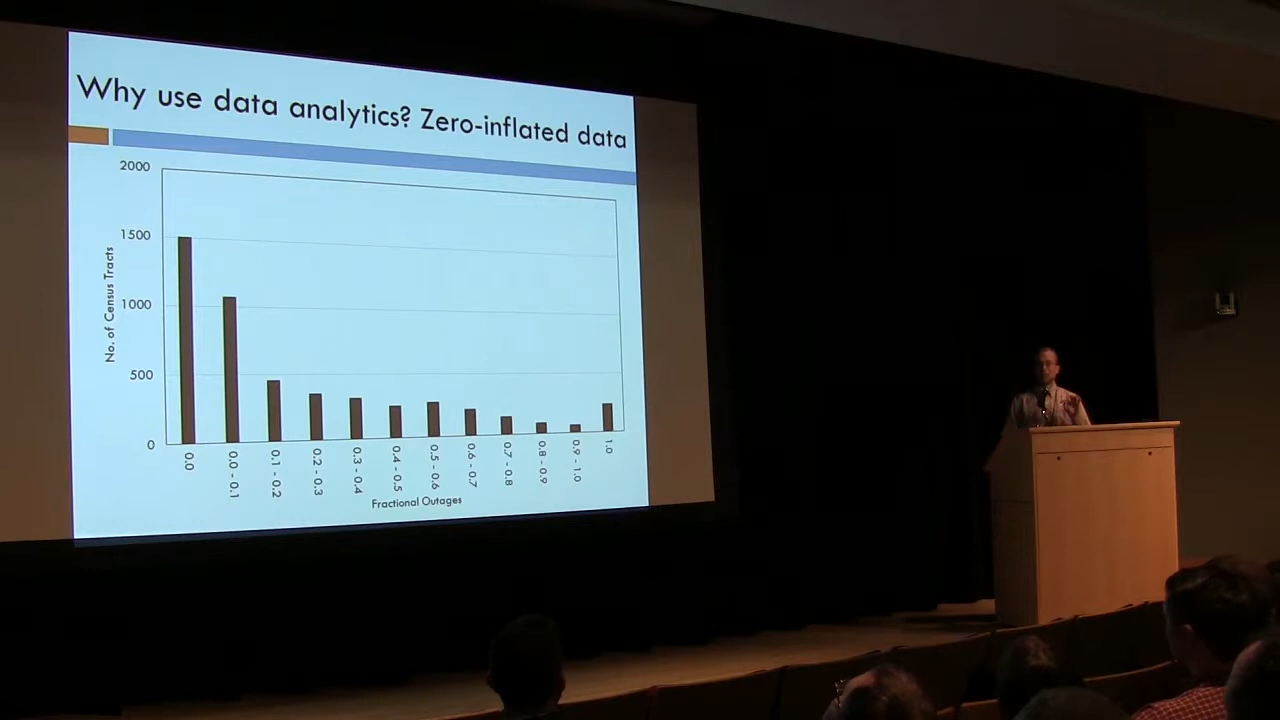 Why use data analytics? Zero-inflated data
2000
1500
1000
500
0
No. of Census Tracts
0.0
0.0 - 0.1
0.1 - 0.2
0.2 - 0.3
0.3 - 0.4
0.4 - 0.5
0.5 - 0.6
0.6 - 0.7
0.7 - 0.8
0.8 - 0.9
0.9 - 1.0
1.0
Fractional Outages